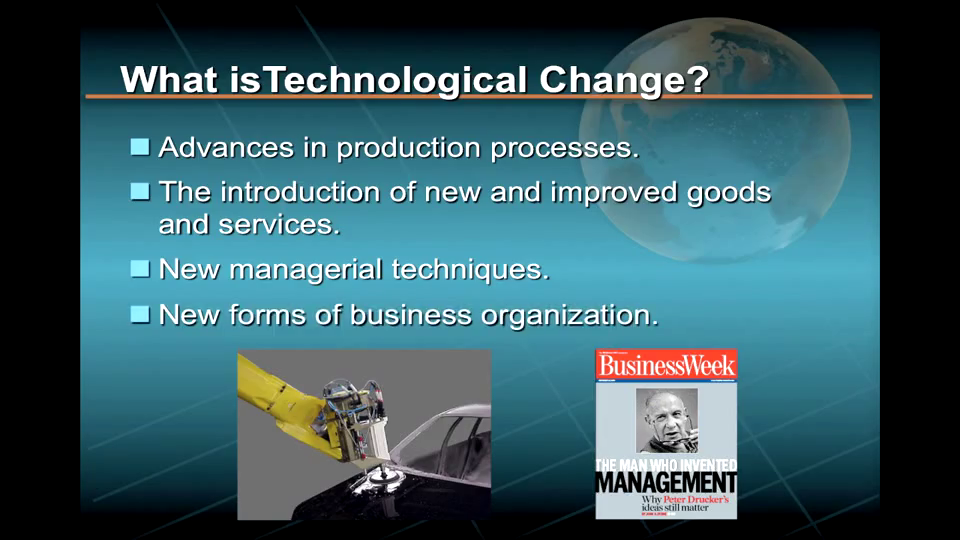 What isTechnological Change?
Advances in production processes.
The introduction of new and improved goods
and services.
New managerial techniques.
New forms of business organization.
BusinessWeek
THE MAN WHO INVENTED
MANAGEMENT
Why Peter Drucker's
ideas still matter